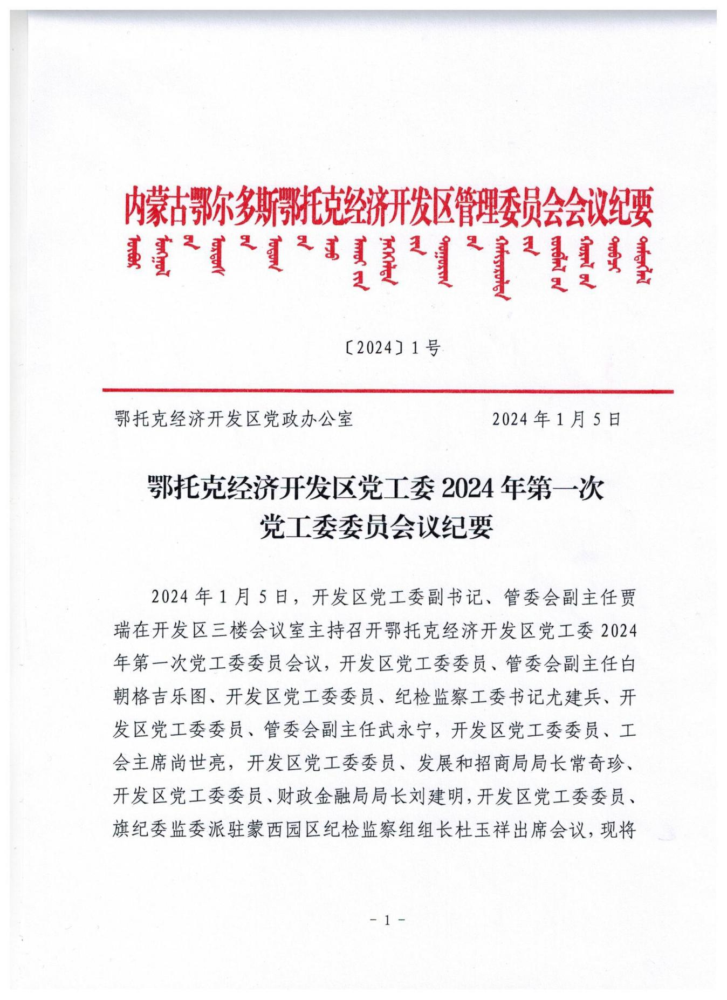 内蒙古鄂尔多斯鄂托克经济开发区管理委员会会议纪要
〔2024〕1号
鄂托克经济开发区党政办公室 2024年1月5日
鄂托克经济开发区党工委2024年第一次
党工委委员会议纪要
2024年1月5日，开发区党工委副书记、管委会副主任贾
瑞在开发区三楼会议室主持召开鄂托克经济开发区党工委2024
年第一次党工委委员会议，开发区党工委委员、管委会副主任白
朝格吉乐图、开发区党工委委员、纪检监察工委书记尤建兵、开
发区党工委委员、管委会副主任武永宁，开发区党工委委员、工
会主席尚世亮，开发区党工委委员、发展和招商局局长常奇珍、
开发区党工委委员、财政金融局局长刘建明，开发区党工委委员、
旗纪委监委派驻蒙西园区纪检监察组组长杜玉祥出席会议，现将
- 1 -